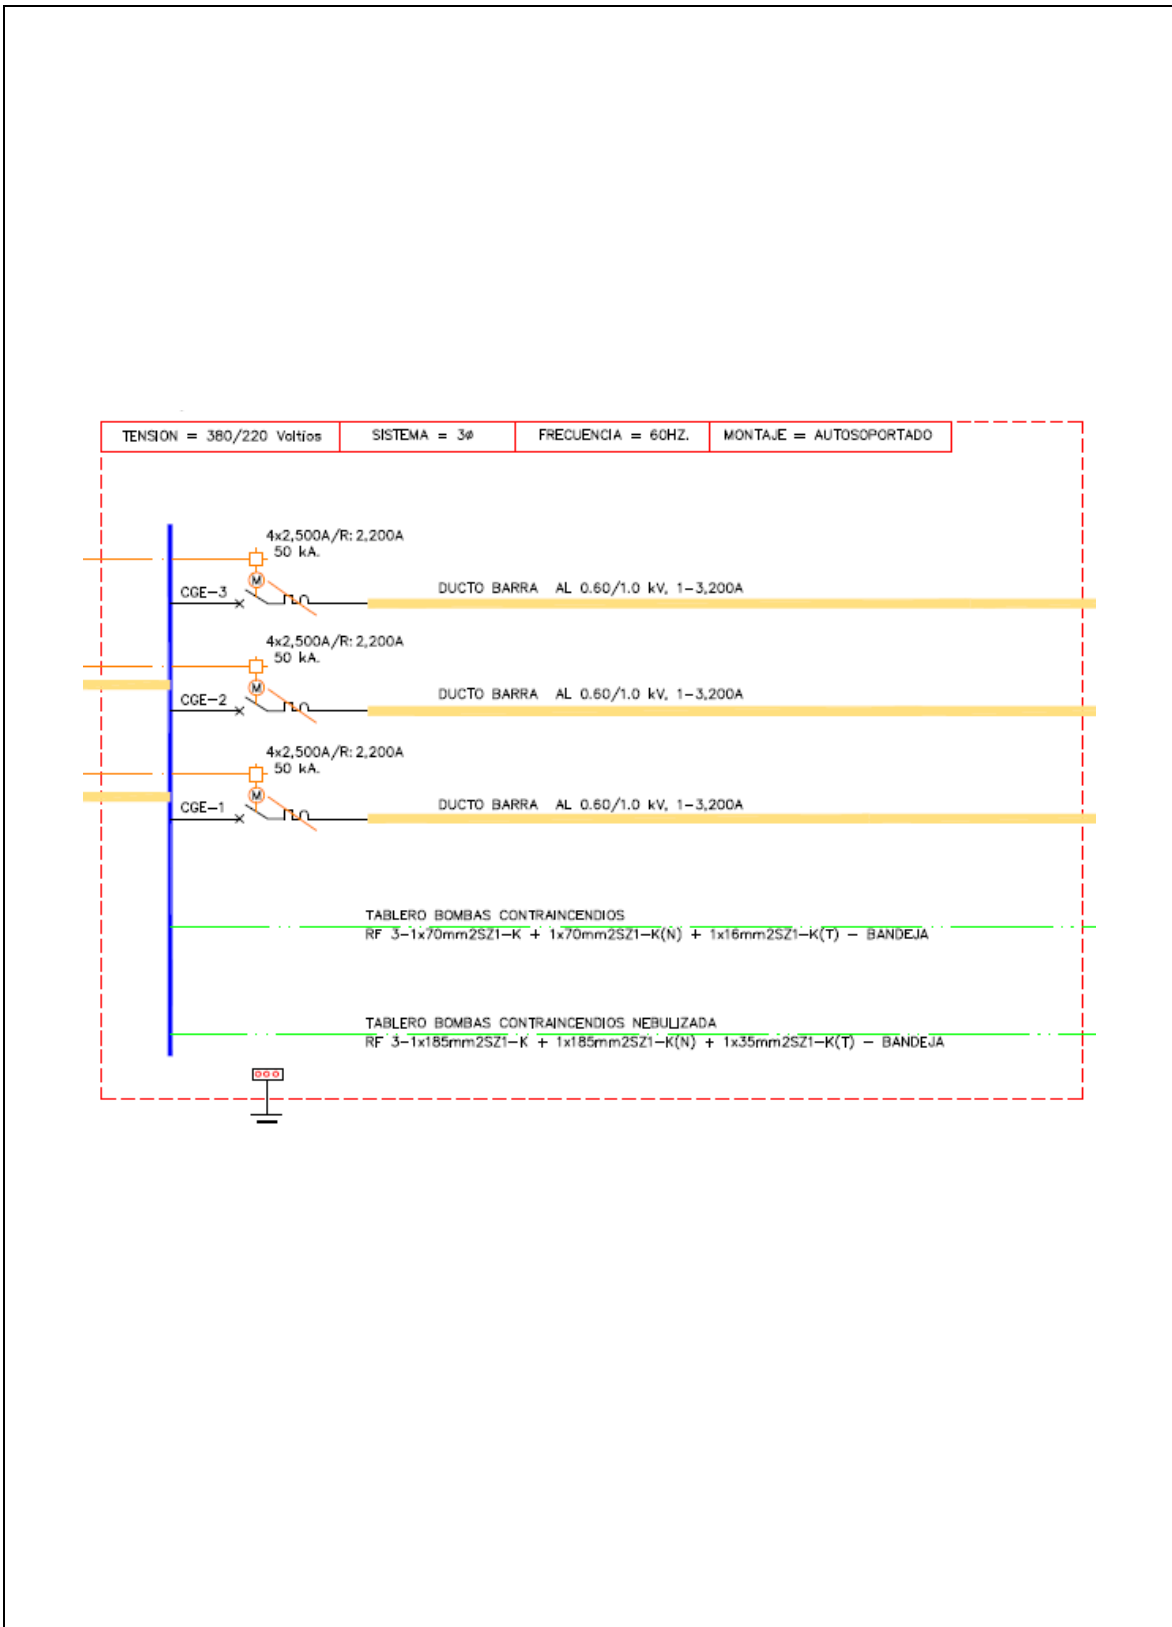 TENSION = 380/220 Voltios
SISTEMA = 3ø
FRECUENCIA = 60HZ.
MONTAJE = AUTOSOPORTADO
4x2,500A/R:2,200A
50 kA.
M
CGE-3
DUCTO BARRA AL 0.60/1.0 kV, 1-3,200A
4x2,500A/R:2,200A
50 kA.
M
CGE-2
DUCTO BARRA AL 0.60/1.0 kV, 1-3,200A
4x2,500A/R:2,200A
50 kA.
M
CGE-1
DUCTO BARRA AL 0.60/1.0 kV, 1-3,200A
TABLERO BOMBAS CONTRAINCENDIOS
RF 3-1x70mm2SZ1-K + 1x70mm2SZ1-K(N) + 1x16mm2SZ1-K(T) - BANDEJA
TABLERO BOMBAS CONTRAINCENDIOS NEBULIZADA
RF 3-1x185mm2SZ1-K + 1x185mm2SZ1-K(N) + 1x35mm2SZ1-K(T) - BANDEJA